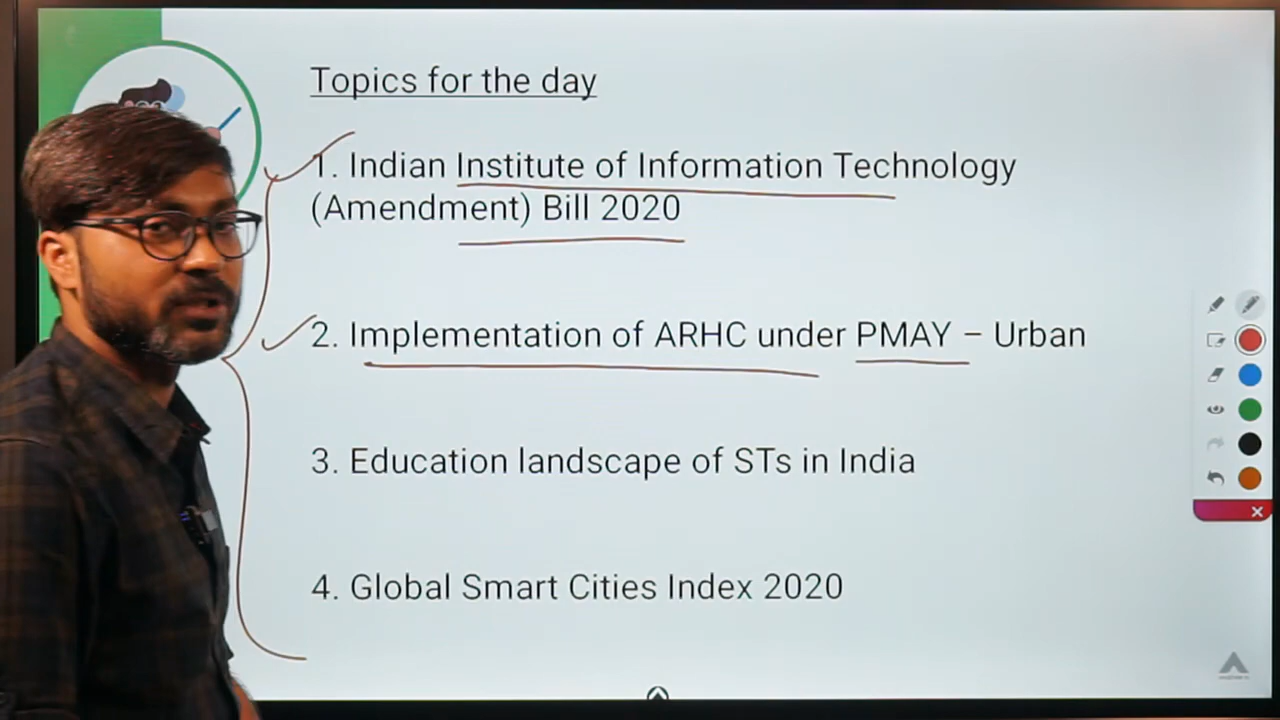 Topics for the day
1. Indian Institute of Information Technology
(Amendment) Bill 2020
2. Implementation of ARHC under PMAY – Urban
3. Education landscape of STs in India
4. Global Smart Cities Index 2020